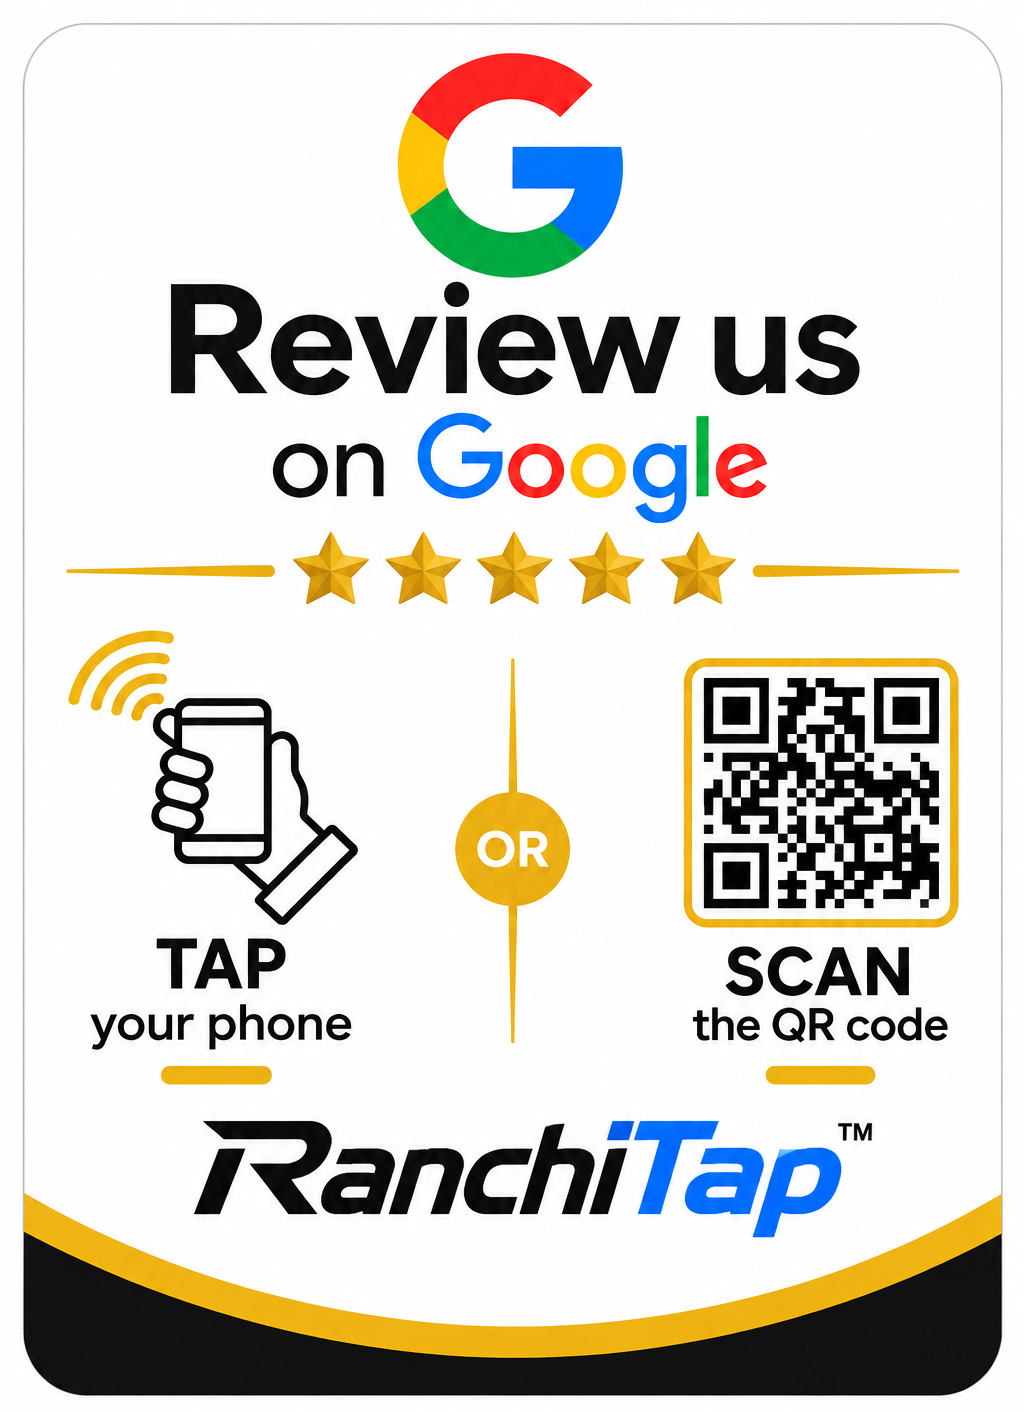 G
Review us
on Google
TAP
your phone
OR
SCAN
the QR code
RanchiTap™